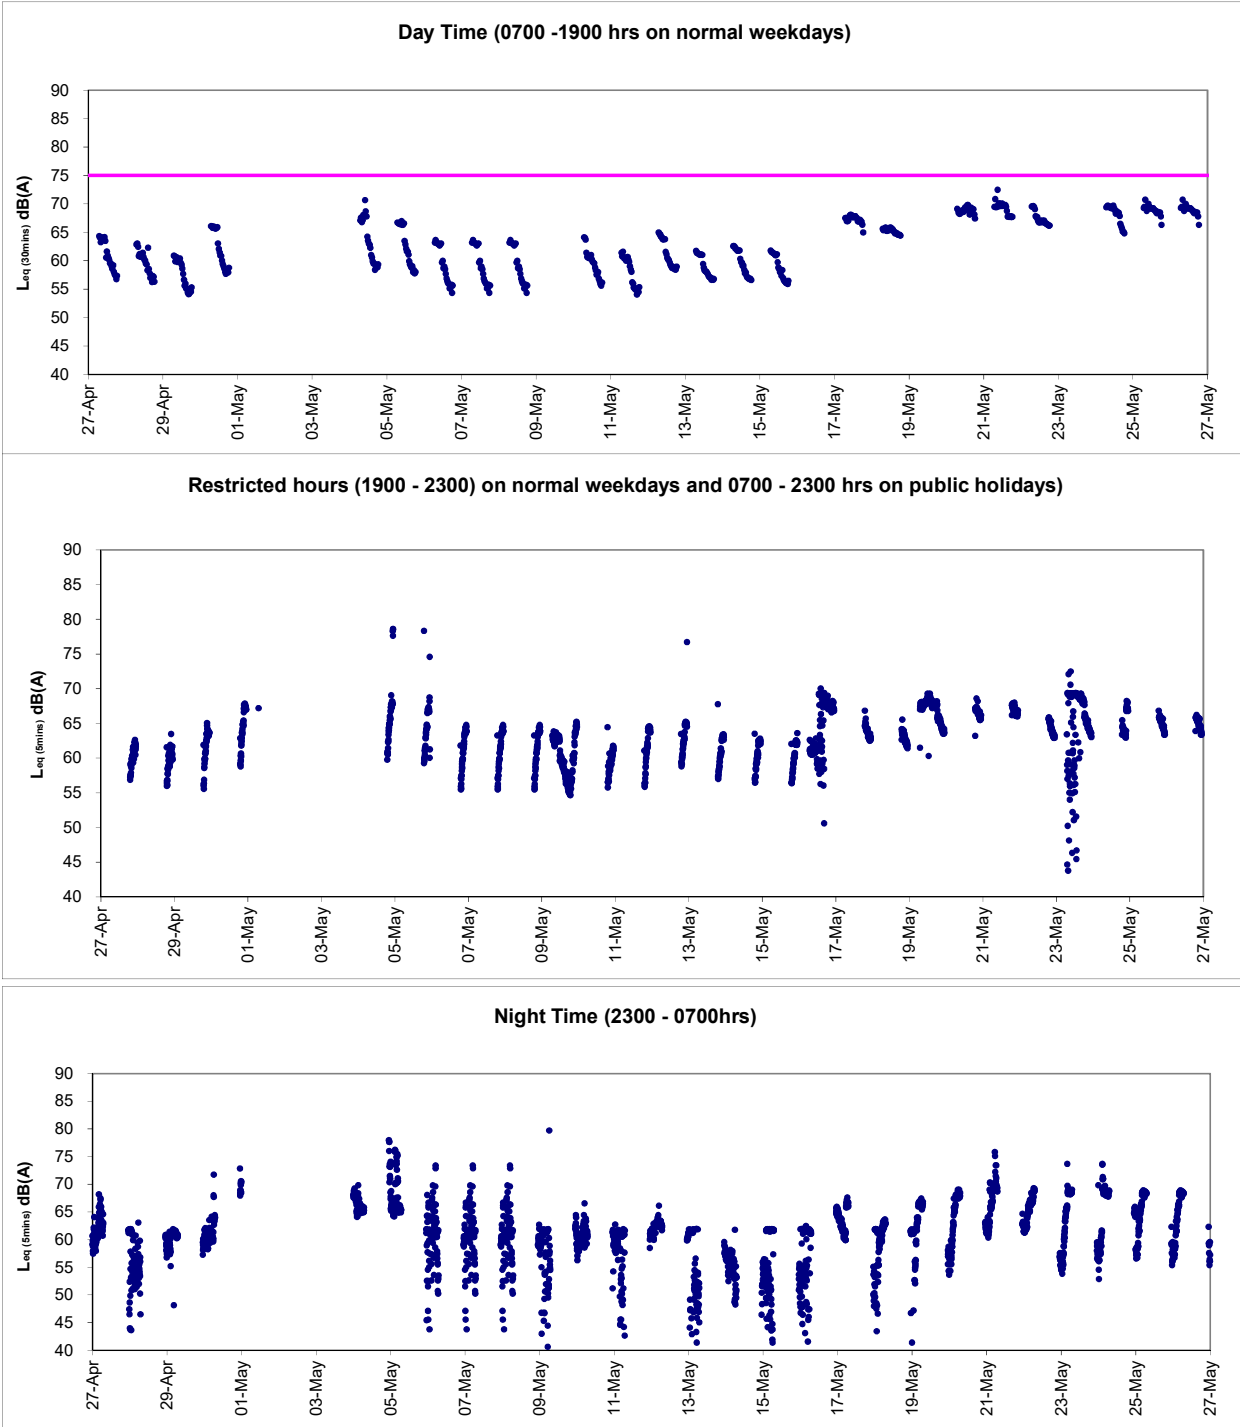 Day Time (0700 -1900 hrs on normal weekdays)
Leq (30mins) dB(A)
90
85
80
75
70
65
60
55
50
45
40
27-Apr
29-Apr
01-May
03-May
05-May
07-May
09-May
11-May
13-May
15-May
17-May
19-May
21-May
23-May
25-May
27-May
Restricted hours (1900 - 2300) on normal weekdays and 0700 - 2300 hrs on public holidays)
Leq (5mins) dB(A)
90
85
80
75
70
65
60
55
50
45
40
27-Apr
29-Apr
01-May
03-May
05-May
07-May
09-May
11-May
13-May
15-May
17-May
19-May
21-May
23-May
25-May
27-May
Night Time (2300 - 0700hrs)
Leq (5mins) dB(A)
90
85
80
75
70
65
60
55
50
45
40
27-Apr
29-Apr
01-May
03-May
05-May
07-May
09-May
11-May
13-May
15-May
17-May
19-May
21-May
23-May
25-May
27-May